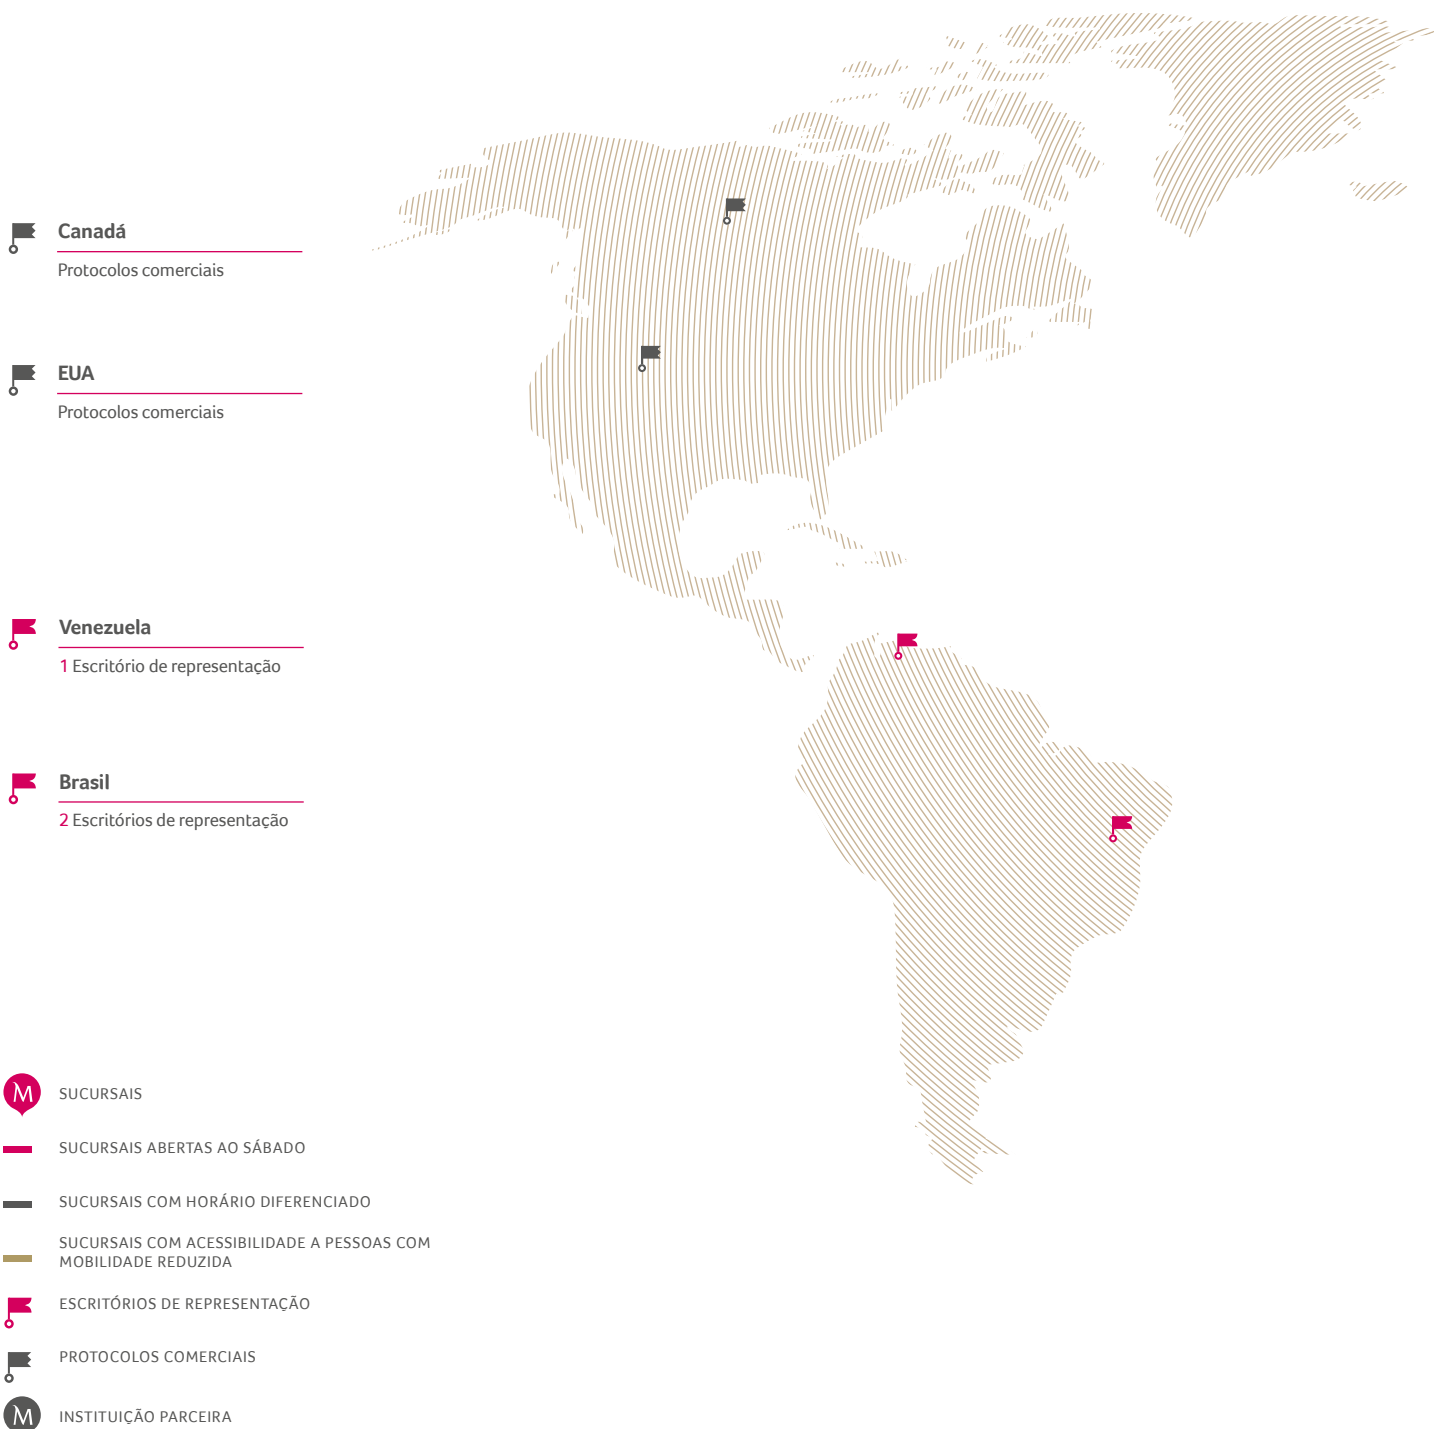 Canadá
Protocolos comerciais
EUA
Protocolos comerciais
Venezuela
1 Escritório de representação
Brasil
2 Escritórios de representação
M SUCURSAIS
SUCURSAIS ABERTAS AO SÁBADO
SUCURSAIS COM HORÁRIO DIFERENCIADO
SUCURSAIS COM ACESSIBILIDADE A PESSOAS COM
MOBILIDADE REDUZIDA
ESCRITÓRIOS DE REPRESENTAÇÃO
PROTOCOLOS COMERCIAIS
M INSTITUIÇÃO PARCEIRA